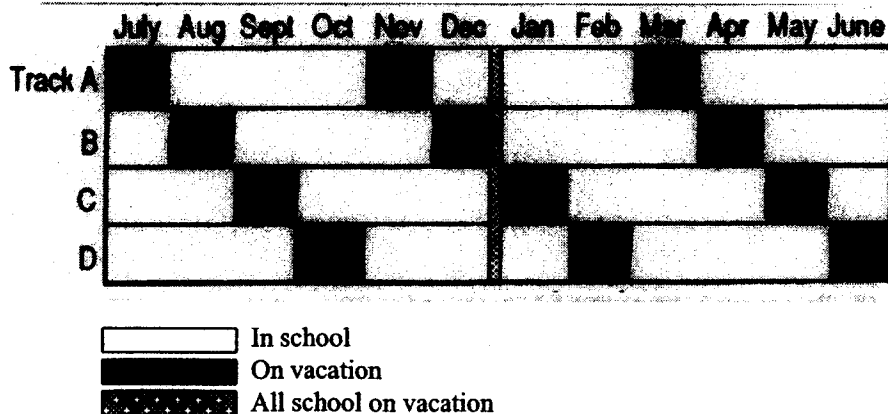 July Aug Sept Oct Nov Dec Jan Feb Mar Apr May June
Track A
B
C
D
In school
On vacation
All school on vacation